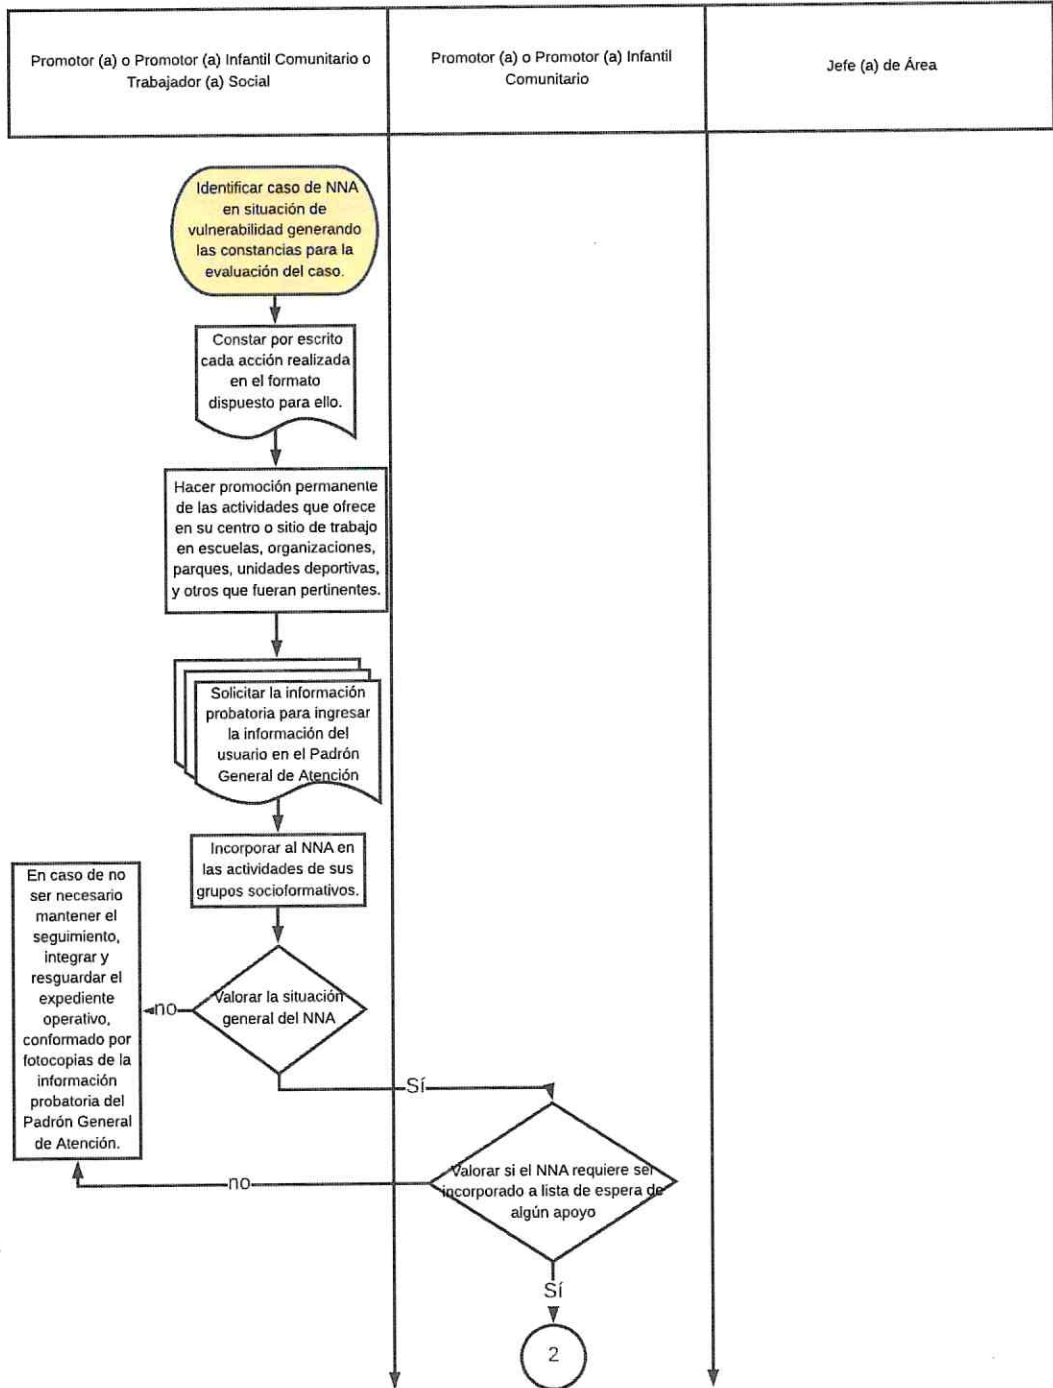 Promotor (a) o Promotor (a) Infantil Comunitario o
Trabajador (a) Social
Promotor (a) o Promotor (a) Infantil
Comunitario
Jefe (a) de Área
Identificar caso de NNA
en situación de
vulnerabilidad generando
las constancias para la
evaluación del caso.
Constar por escrito
cada acción realizada
en el formato
dispuesto para ello.
Hacer promoción permanente
de las actividades que ofrece
en su centro o sitio de trabajo
en escuelas, organizaciones,
parques, unidades deportivas,
y otros que fueran pertinentes.
Solicitar la información
probatoria para ingresar
la información del
usuario en el Padrón
General de Atención
Incorporar al NNA en
las actividades de sus
grupos socioformativos.
Valorar la situación
general del NNA
no
En caso de no
ser necesario
mantener el
seguimiento,
integrar y
resguardar el
expediente
operativo,
conformado por
fotocopias de la
información
probatoria del
Padrón General
de Atención.
Sí
Valorar si el NNA requiere ser
incorporado a lista de espera de
algún apoyo
no
Sí
2